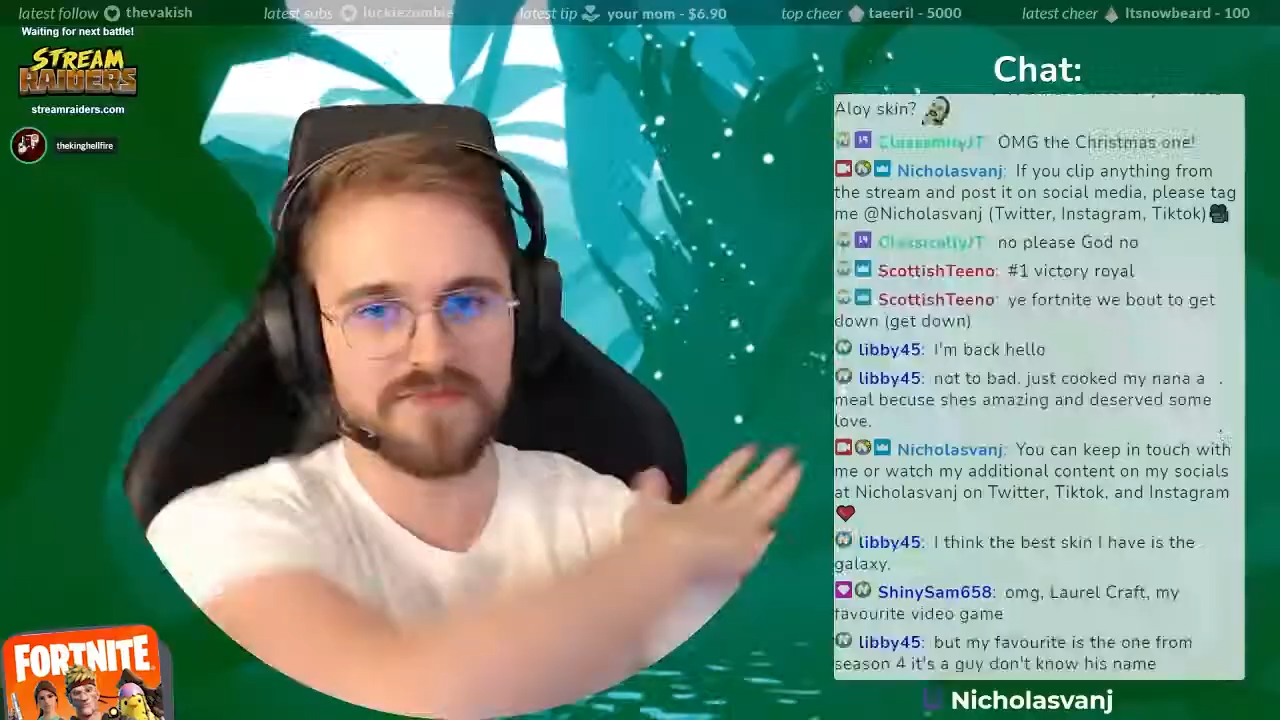 latest follow thevakish latest subs luckiezombie latest tip your mom - $6.90 top cheer taeeril - 5000 latest cheer Itsnowbeard - 100
Waiting for next battle!
STREAM
RAIDERS
streamraiders.com
thekinghellfire
FORTNITE
Chat:
Aloy skin?
ClassicallyJT: OMG the Christmas one!
Nicholasvanj: If you clip anything from
the stream and post it on social media, please tag
me @Nicholasvanj (Twitter, Instagram, Tiktok)
ClassicallyJT: no please God no
ScottishTeeno: #1 victory royal
ScottishTeeno: ye fortnite we bout to get
down (get down)
libby45: I'm back hello
libby45: not to bad. just cooked my nana a
meal becuse shes amazing and deserved some
love.
Nicholasvanj: You can keep in touch with
me or watch my additional content on my socials
at Nicholasvanj on Twitter, Tiktok, and Instagram
libby45: I think the best skin I have is the
galaxy.
ShinySam658: omg, Laurel Craft, my
favourite video game
libby45: but my favourite is the one from
season 4 it's a guy don't know his name
Nicholasvanj